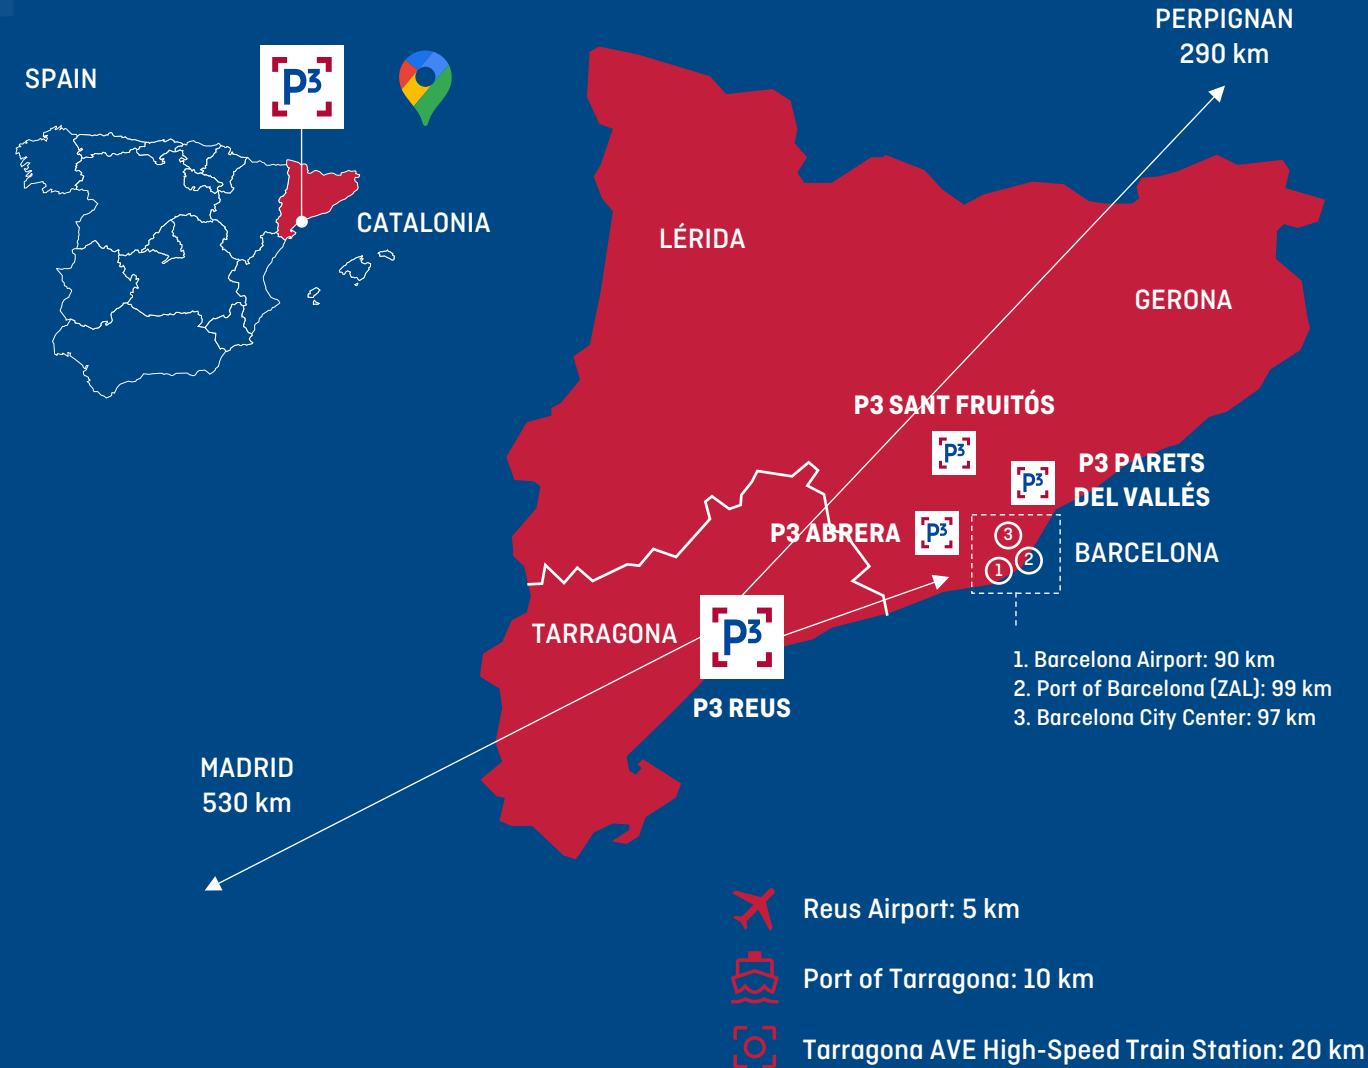 PERPIGNAN
290 km
SPAIN
P3
CATALONIA
LÉRIDA
GERONA
P3 SANT FRUITÓS
P3
P3 PARETS
DEL VALLÉS
P3
P3 ABRERA
P3
3
2
1
BARCELONA
TARRAGONA
P3
P3 REUS
1. Barcelona Airport: 90 km
2. Port of Barcelona (ZAL): 99 km
3. Barcelona City Center: 97 km
MADRID
530 km
Reus Airport: 5 km
Port of Tarragona: 10 km
Tarragona AVE High-Speed Train Station: 20 km